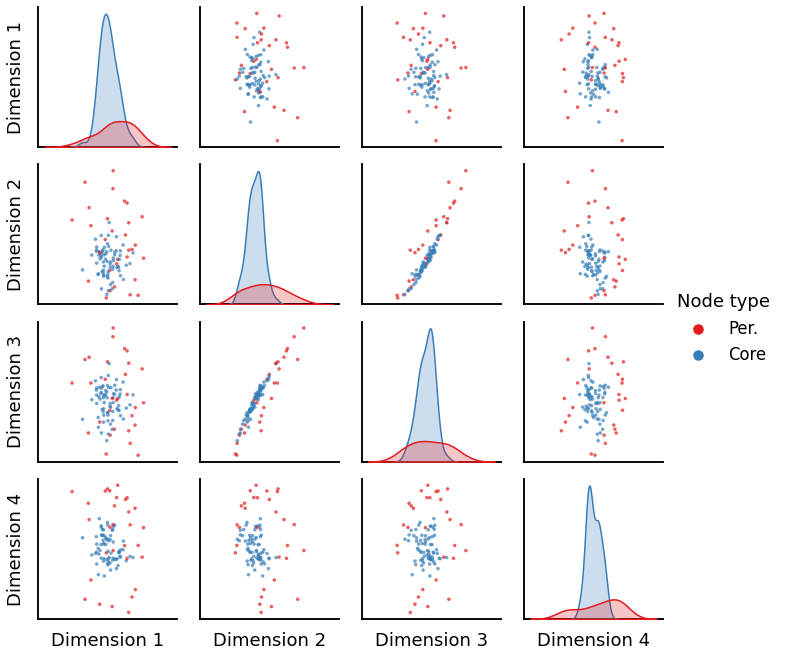 Dimension 1
Dimension 2
Dimension 3
Dimension 4
Node type
Per.
Core
Dimension 1
Dimension 2
Dimension 3
Dimension 4